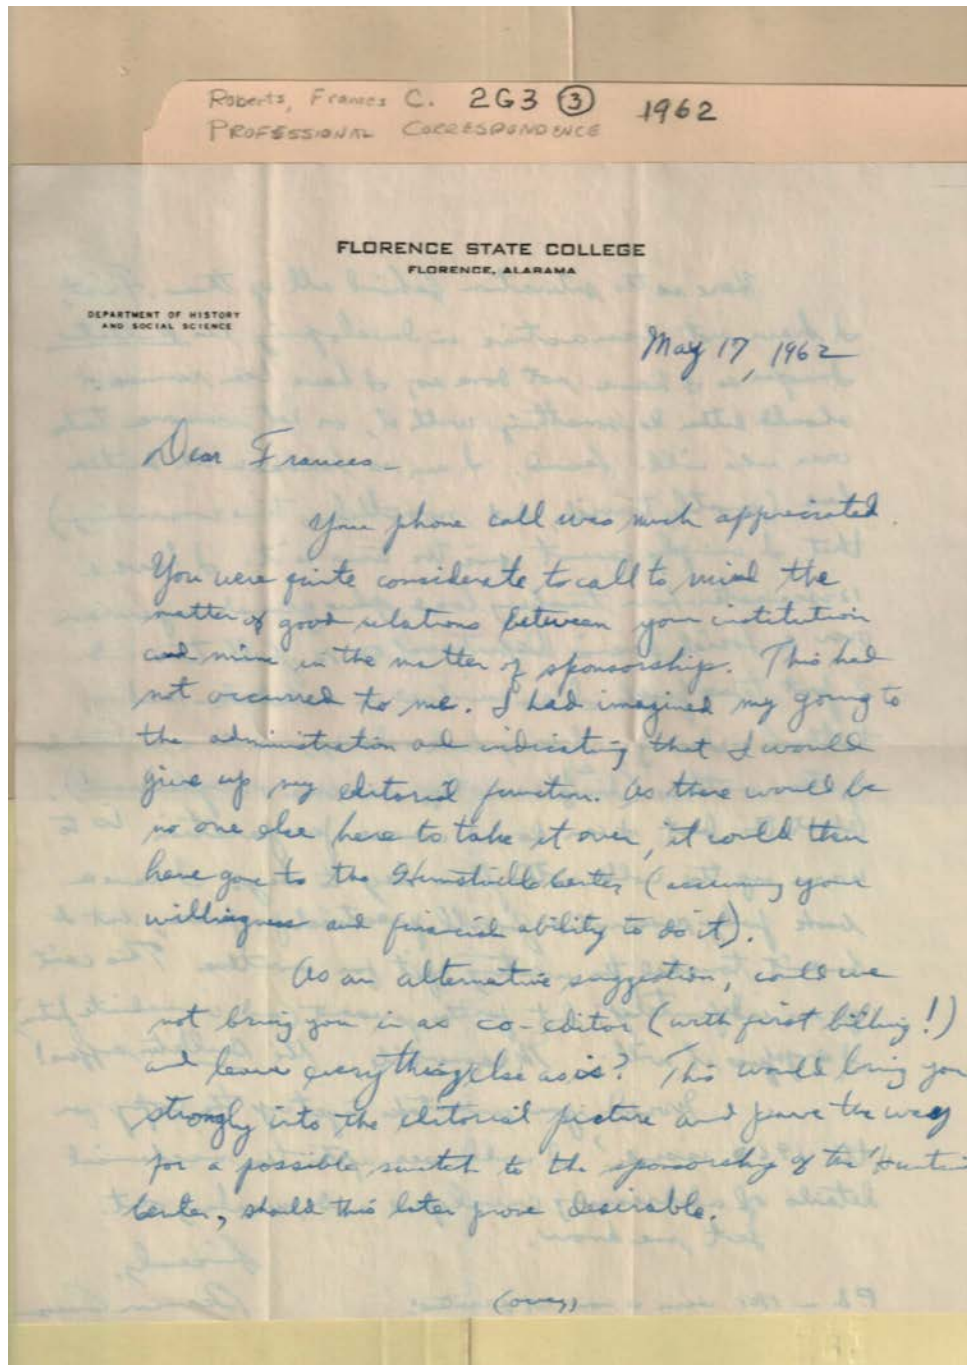 Roberts, Frances C. 2G3 3 1962
PROFESSIONAL CORRESPONDENCE
FLORENCE STATE COLLEGE
FLORENCE, ALABAMA
DEPARTMENT OF HISTORY
AND SOCIAL SCIENCE
May 17, 1962
Dear Frances -
Your phone call was much appreciated.
You were quite considerate to call to mind the
matter of good relations between your institution
and mine in the matter of sponsorship. This had
not occurred to me. I had imagined my going to
the administration and indicating that I would
give up my editorial function. As there would be
no one else here to take it over, it could then
have gone to the Huntsville Center (assuming your
willingness and financial ability to do it).
As an alternative suggestion, could we
not bring you in as co-editor (with first billing!)
and leave everything else as is? This would bring you
strongly into the editorial picture and pave the way
for a possible switch to the sponsorship of the
Center, should this later prove desirable.
(over)